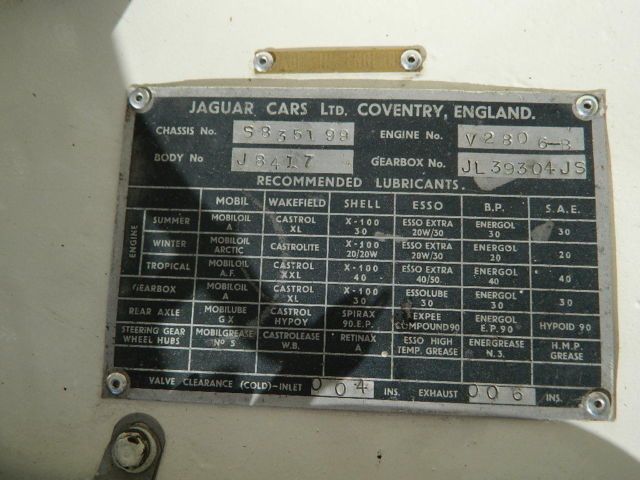 JAGUAR CARS LTD. COVENTRY, ENGLAND.
CHASSIS No. S835199 ENGINE No. V2806-8
BODY No J8417 GEARBOX No. JL39304JS
RECOMMENDED LUBRICANTS.
MOBIL WAKEFIELD SHELL ESSO B.P. S.A.E.
ENGINE
SUMMER MOBILOIL A CASTROL XL X-100 30 ESSO EXTRA 20W/30 ENERGOL 30 30
WINTER MOBILOIL ARCTIC CASTROLITE X-100 20/20W ESSO EXTRA 20W/30 ENERGOL 20 20
TROPICAL MOBILOIL A.F. CASTROL XXL X-100 40 ESSO EXTRA 40/50. ENERGOL 40 40
GEARBOX MOBILOIL A CASTROL XL X-100 30 ESSOLUBE 30 ENERGOL 30 30
REAR AXLE MOBILUBE GX CASTROL HYPOY SPIRAX 90.E.P. EXPEE COMPOUND 90 ENERGOL E.P. 90 HYPOID 90
STEERING GEAR WHEEL HUBS MOBILGREASE No 5 CASTROLEASE W.B. RETINAX A ESSO HIGH TEMP. GREASE ENERGREASE N.3. H.M.P. GREASE
VALVE CLEARANCE (COLD)-INLET 004 INS. EXHAUST 006 INS.